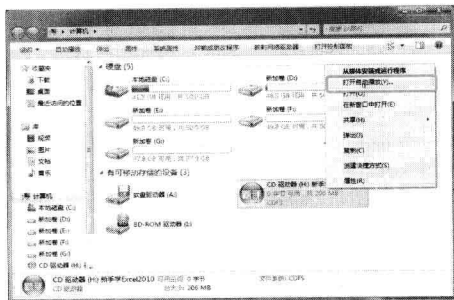 计算机
组织 自动播放 弹出 属性 系统属性 卸载或更改程序 映射网络驱动器 打开控制面板
收藏夹
下载
桌面
最近访问的位置
库
视频
图片
文档
音乐
计算机
本地磁盘 (C:)
新加卷 (D:)
新加卷 (E:)
新加卷 (F:)
新加卷 (G:)
CD 驱动器 (H:)
硬盘 (5)
本地磁盘 (C:)
新加卷 (D:)
新加卷 (E:)
新加卷 (F:)
新加卷 (G:)
有可移动存储的设备 (3)
软盘驱动器 (A:)
CD 驱动器 (H:) 新手
CDFS
BD-ROM 驱动器 (I:)
从媒体安装或运行程序
打开自动播放(Y)...
打开(O)
在新窗口中打开(E)
共享(H)
弹出(J)
复制(C)
创建快捷方式(S)
属性(R)
CD 驱动器 (H:) 新手学Excel2010 可用空间: 0 字节 文件系统: CDFS
CD 驱动器 总大小: 206 MB